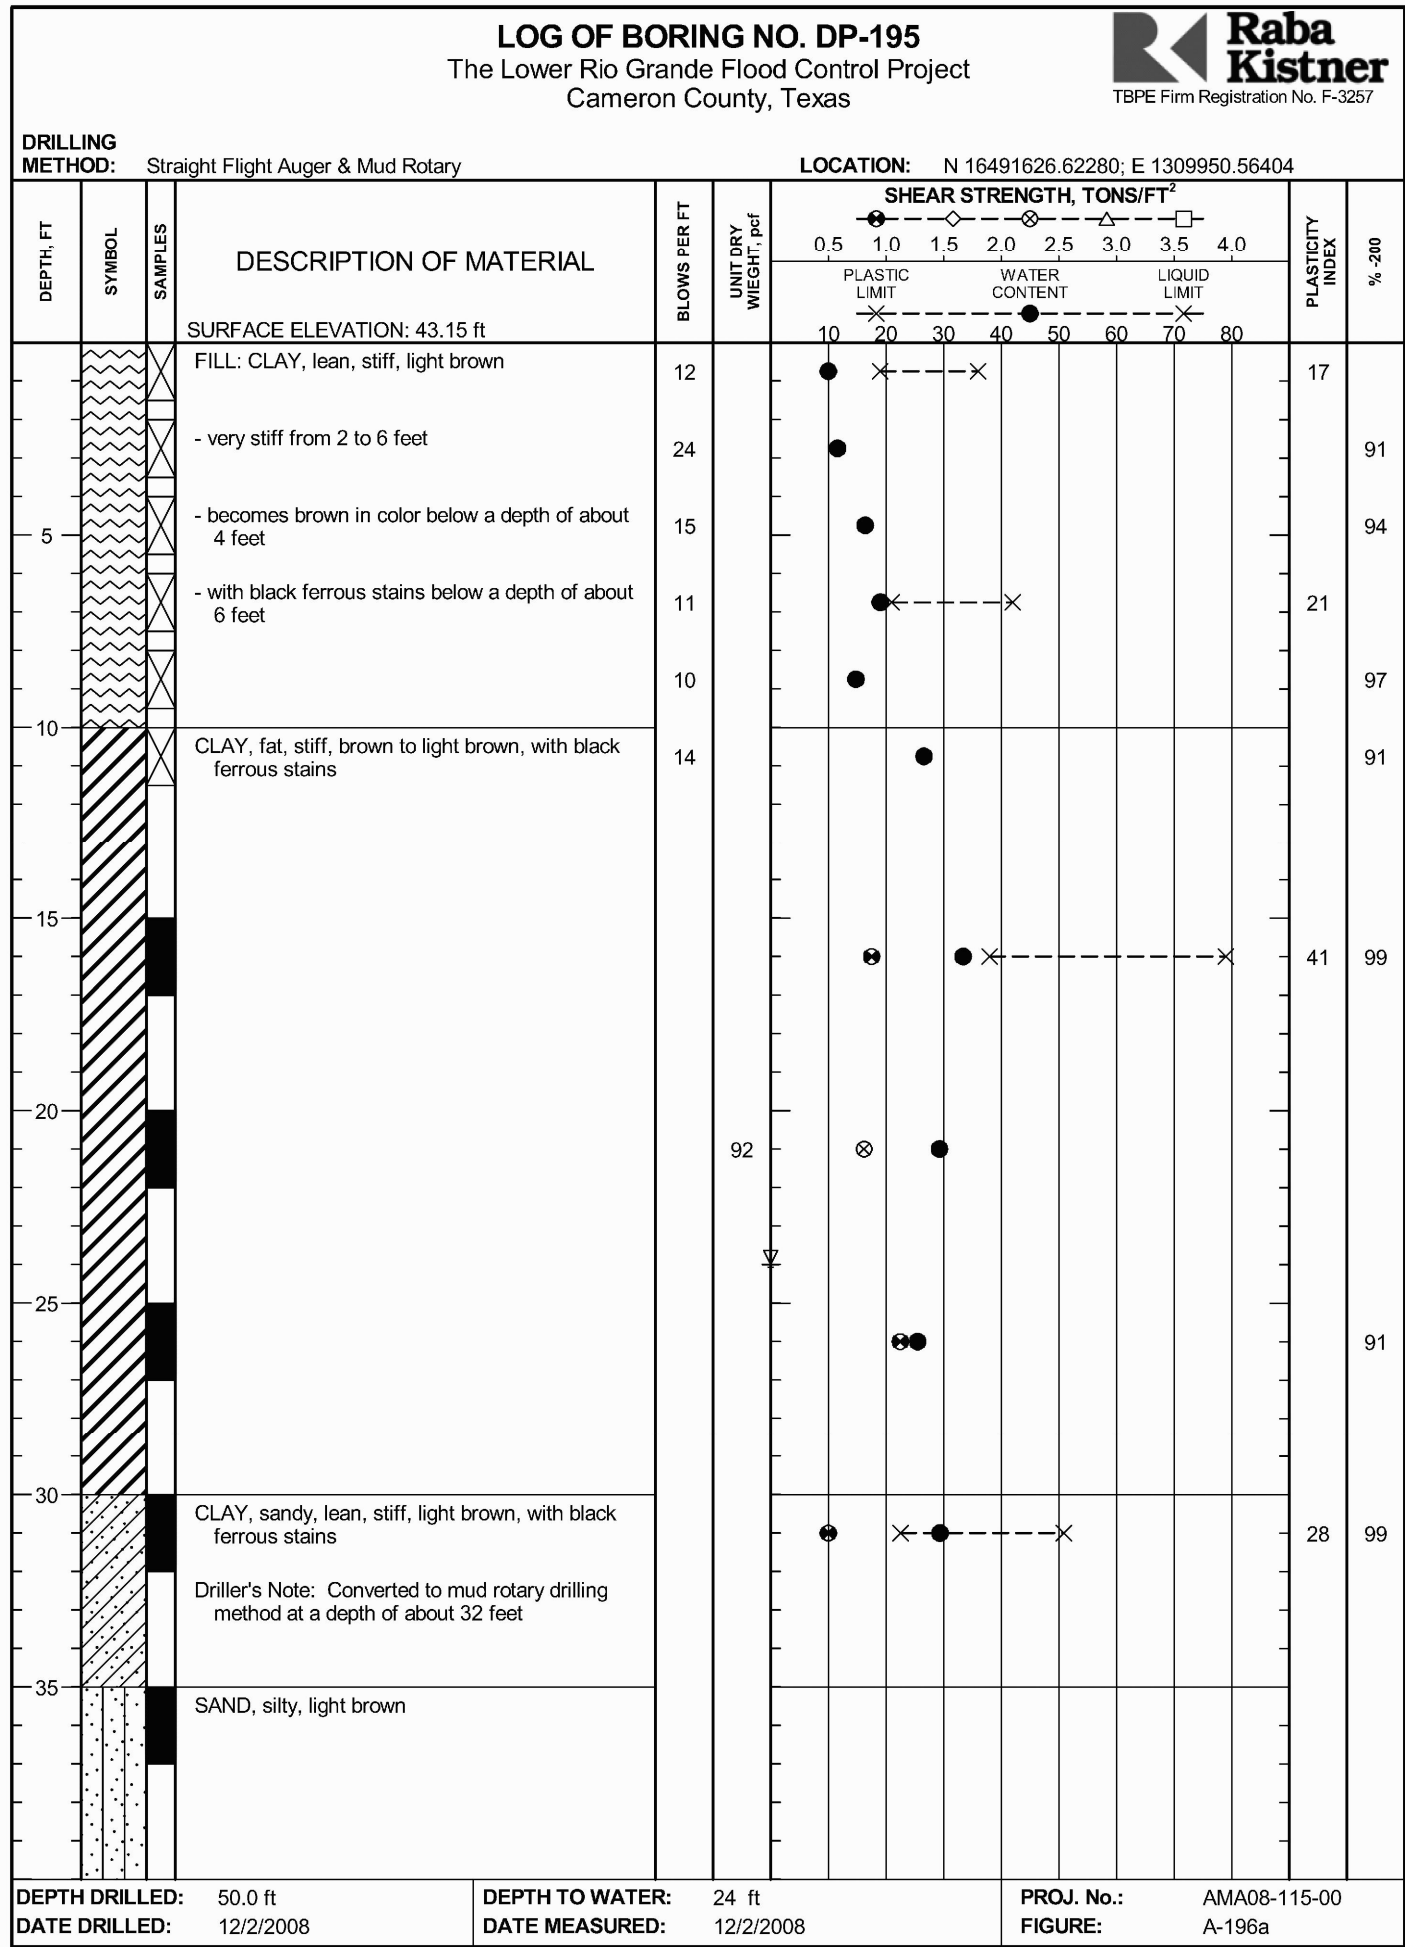 LOG OF BORING NO. DP-195
The Lower Rio Grande Flood Control Project
Cameron County, Texas
Raba
Kistner
TBPE Firm Registration No. F-3257
DRILLING
METHOD: Straight Flight Auger & Mud Rotary
LOCATION: N 16491626.62280; E 1309950.56404
DEPTH, FT
SYMBOL
SAMPLES
DESCRIPTION OF MATERIAL
SURFACE ELEVATION: 43.15 ft
BLOWS PER FT
UNIT DRY
WIEGHT, pcf
SHEAR STRENGTH, TONS/FT2
0.5 1.0 1.5 2.0 2.5 3.0 3.5 4.0
PLASTIC
LIMIT
WATER
CONTENT
LIQUID
LIMIT
10 20 30 40 50 60 70 80
PLASTICITY
INDEX
% -200
FILL: CLAY, lean, stiff, light brown
12 17
- very stiff from 2 to 6 feet
24 91
- becomes brown in color below a depth of about
4 feet
15 94
5
- with black ferrous stains below a depth of about
6 feet
11 21
10 97
10
CLAY, fat, stiff, brown to light brown, with black
ferrous stains
14 91
15
41 99
20
92
25
91
30
CLAY, sandy, lean, stiff, light brown, with black
ferrous stains
28 99
Driller's Note: Converted to mud rotary drilling
method at a depth of about 32 feet
35
SAND, silty, light brown
DEPTH DRILLED: 50.0 ft
DATE DRILLED: 12/2/2008
DEPTH TO WATER: 24 ft
DATE MEASURED: 12/2/2008
PROJ. No.: AMA08-115-00
FIGURE: A-196a